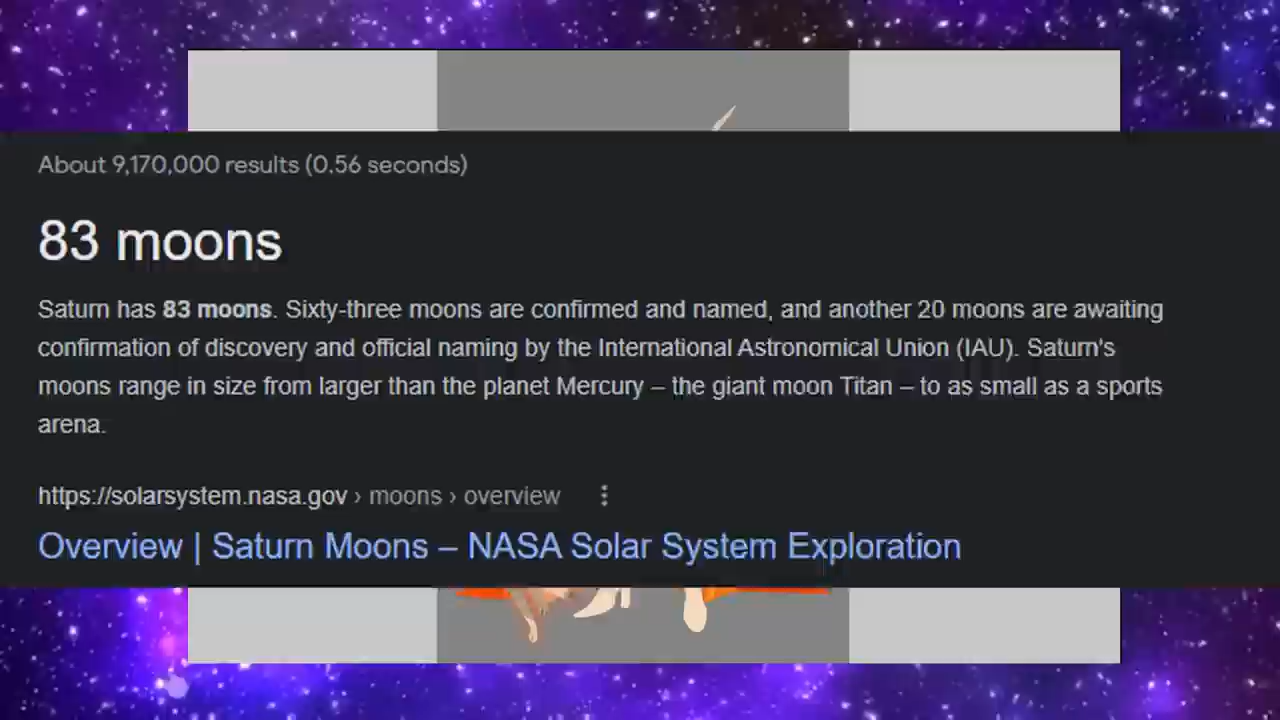 About 9,170,000 results (0.56 seconds)
83 moons
Saturn has 83 moons. Sixty-three moons are confirmed and named, and another 20 moons are awaiting
confirmation of discovery and official naming by the International Astronomical Union (IAU). Saturn's
moons range in size from larger than the planet Mercury – the giant moon Titan – to as small as a sports
arena.
https://solarsystem.nasa.gov › moons › overview
Overview | Saturn Moons – NASA Solar System Exploration